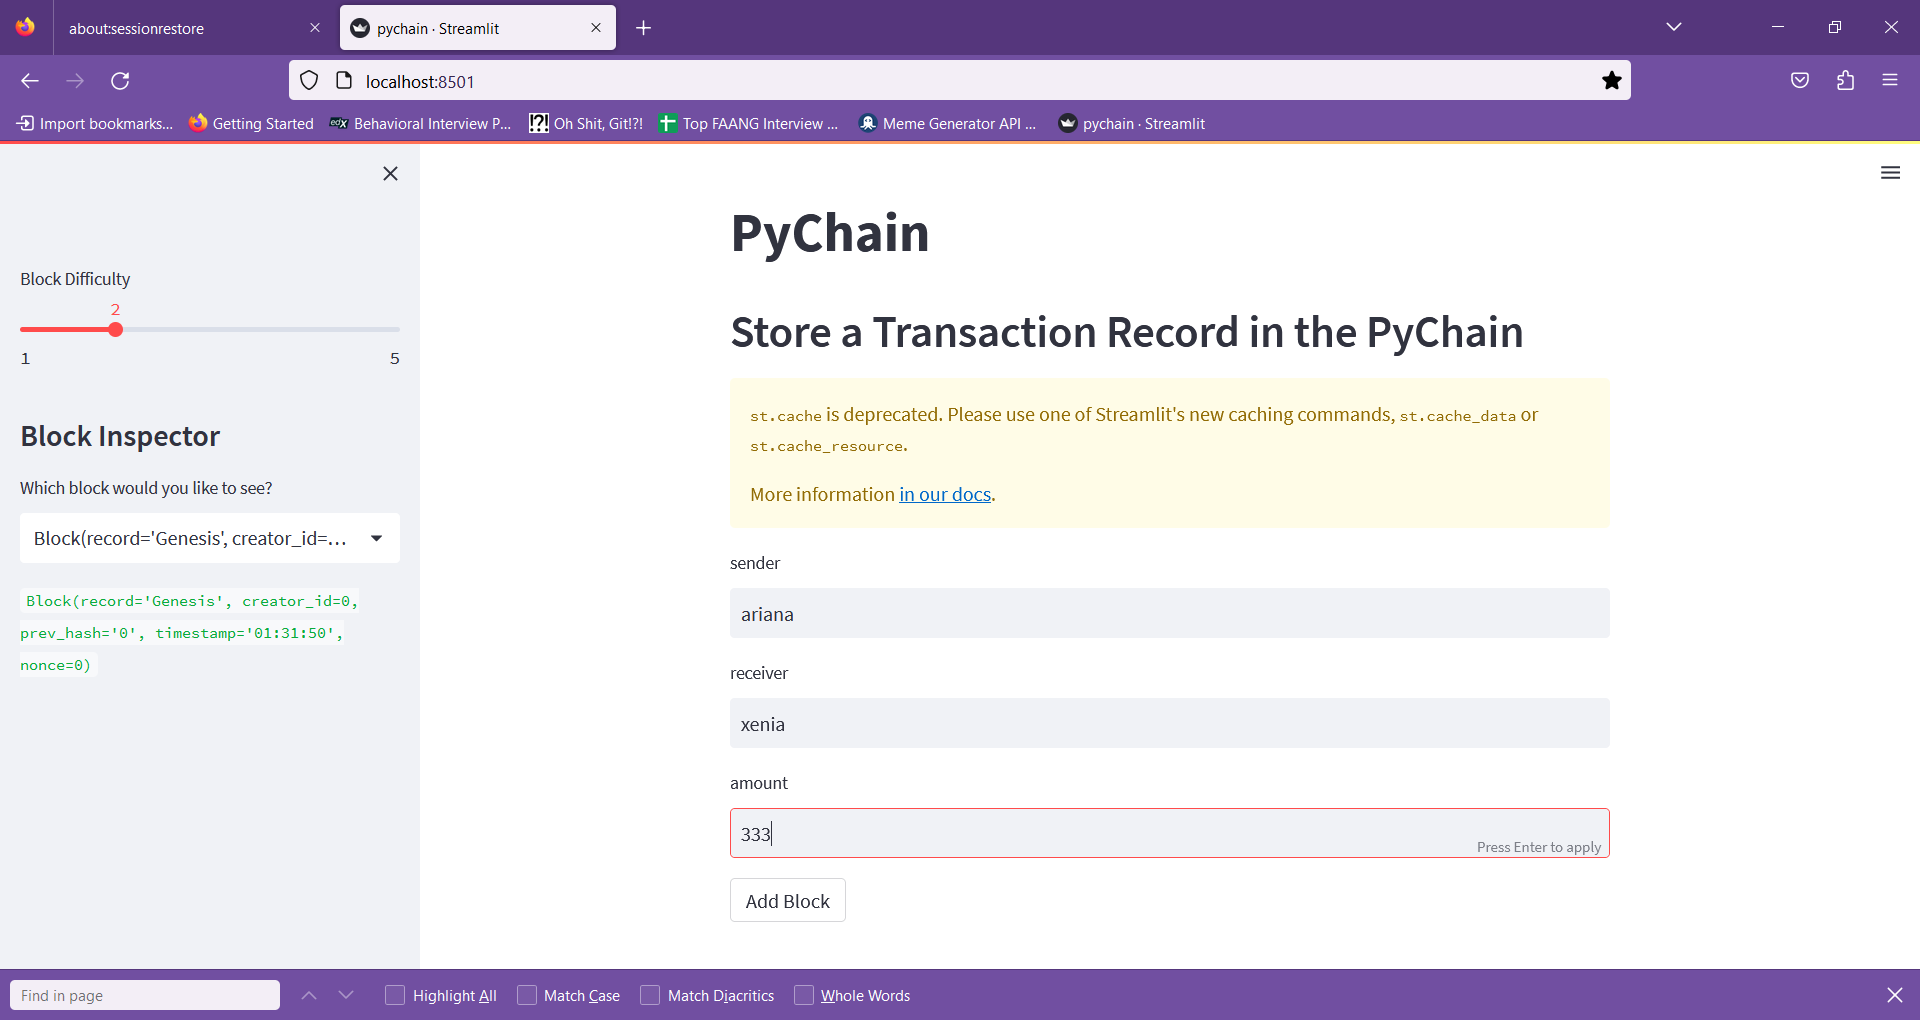 about:sessionrestore
pychain · Streamlit
localhost:8501
Import bookmarks...
Getting Started
edX
Behavioral Interview P...
Oh Shit, Git!?!
Top FAANG Interview ...
Meme Generator API ...
pychain · Streamlit
Block Difficulty
2
1 5
Block Inspector
Which block would you like to see?
Block(record='Genesis', creator_id=...
Block(record='Genesis', creator_id=0,
prev_hash='0', timestamp='01:31:50',
nonce=0)
PyChain
Store a Transaction Record in the PyChain
st.cache is deprecated. Please use one of Streamlit's new caching commands, st.cache_data or
st.cache_resource.
More information in our docs.
sender
ariana
receiver
xenia
amount
333
Press Enter to apply
Add Block
Find in page
Highlight All
Match Case
Match Diacritics
Whole Words